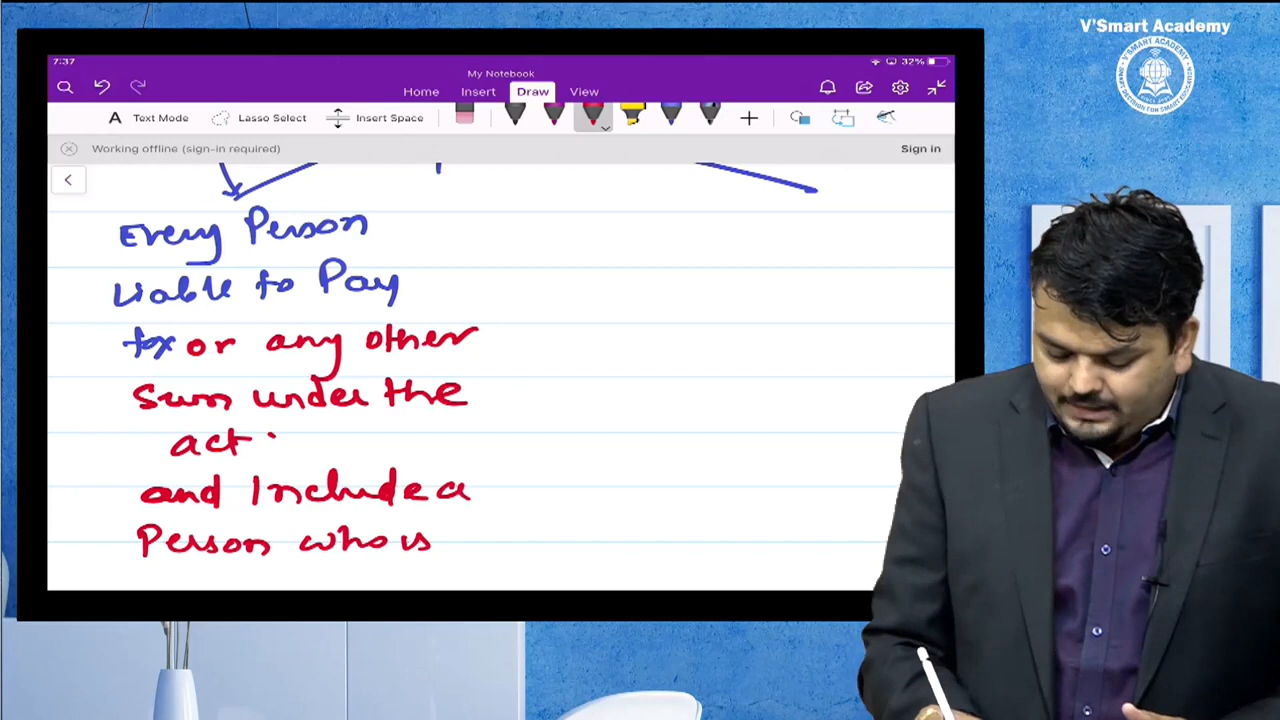 V'Smart Academy
7:37
32%
My Notebook
Home Insert Draw View
Text Mode Lasso Select Insert Space
Working offline (sign-in required) Sign in
Every Person
Liable to Pay
tax or any other
Sum under the
act.
and Include a
Person who is